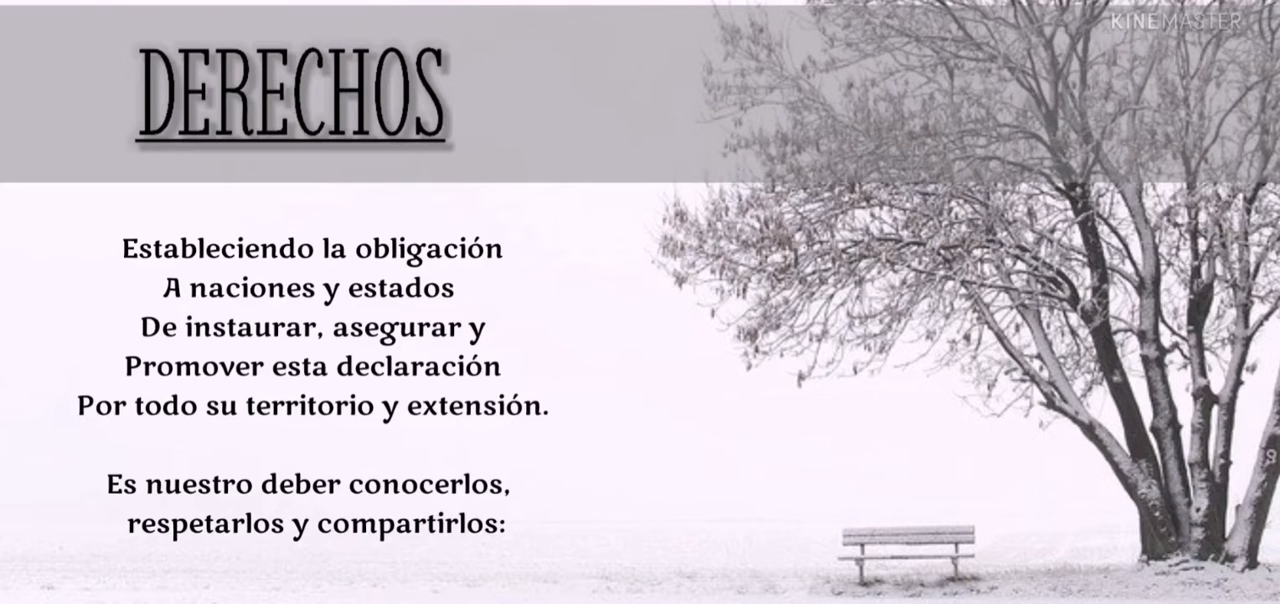 KINEMASTER
DERECHOS
Estableciendo la obligación
A naciones y estados
De instaurar, asegurar y
Promover esta declaración
Por todo su territorio y extensión.
Es nuestro deber conocerlos,
respetarlos y compartirlos: